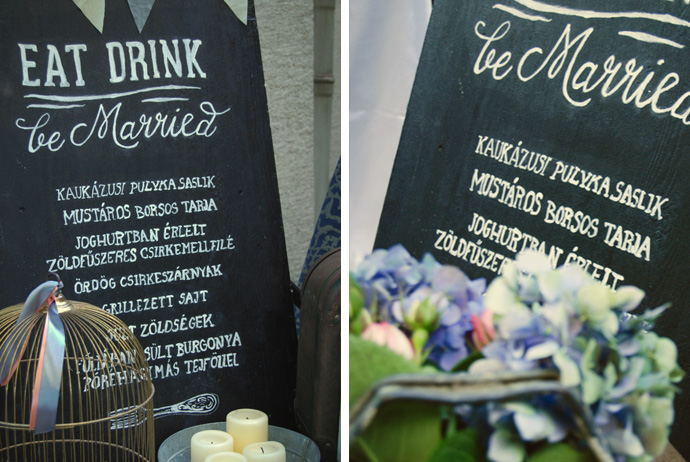 EAT DRINK
be Married
KAUKÁZUSI PULYKA SASLIK
MUSTÁROS BORSOS TARJA
JOGHURTBAN ÉRLELT
ZÖLDFŰSZERES CSIRKEMELLFILÉ
ÖRDÖG CSIRKESZÁRNYAK
GRILLEZETT SAJT
ZÖLDSÉGEK
SÜLT BURGONYA
PÓRÉHAGYMÁS TEJFÖLLEL
be Married
KAUKÁZUSI PULYKA SASLIK
MUSTÁROS BORSOS TARJA
JOGHURTBAN ÉRLELT